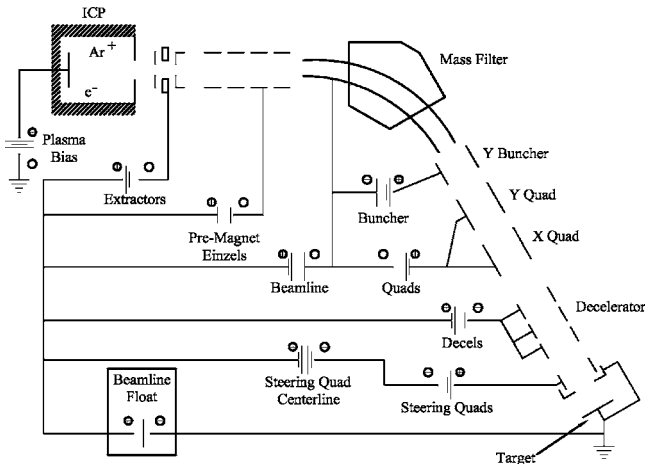 ICP
Ar+
e−
Plasma
Bias
Mass Filter
Y Buncher
Y Quad
X Quad
Extractors
Buncher
Pre-Magnet
Einzels
Beamline
Quads
Decelerator
Decels
Steering Quad
Centerline
Steering Quads
Beamline
Float
Target